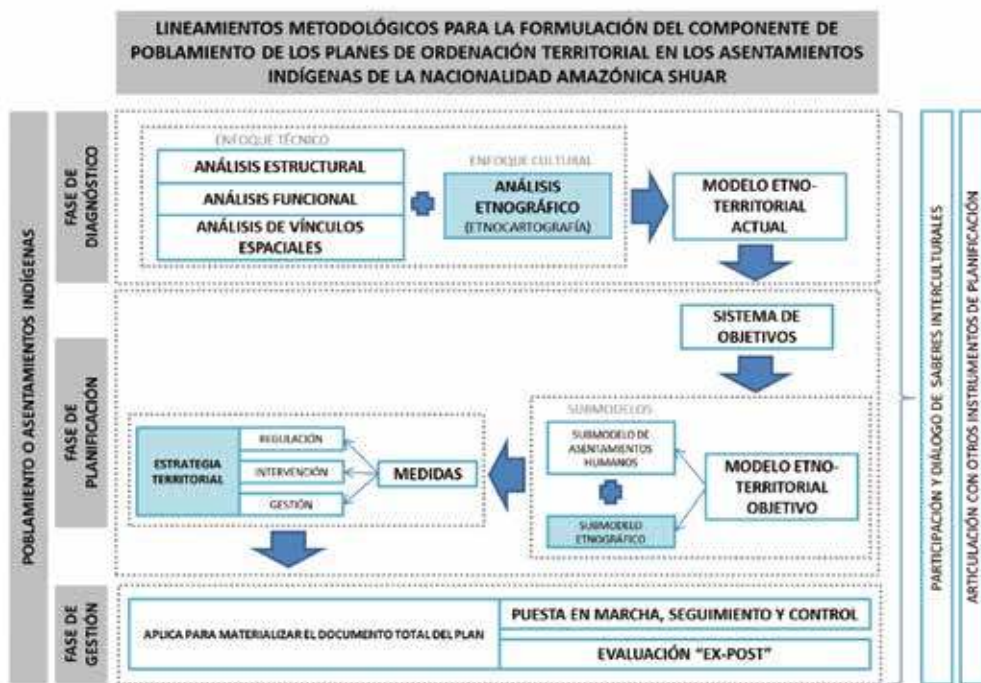 LINEAMIENTOS METODOLÓGICOS PARA LA FORMULACIÓN DEL COMPONENTE DE
POBLAMIENTO DE LOS PLANES DE ORDENACIÓN TERRITORIAL EN LOS ASENTAMIENTOS
INDÍGENAS DE LA NACIONALIDAD AMAZÓNICA SHUAR
POBLAMIENTO O ASENTAMIENTOS INDÍGENAS
FASE DE
DIAGNÓSTICO
ENFOQUE TÉCNICO
ANÁLISIS ESTRUCTURAL
ANÁLISIS FUNCIONAL
ANÁLISIS DE VÍNCULOS
ESPACIALES
ENFOQUE CULTURAL
ANÁLISIS
ETNOGRÁFICO
(ETNOCARTOGRAFÍA)
MODELO ETNO-
TERRITORIAL
ACTUAL
FASE DE
PLANIFICACIÓN
SISTEMA DE
OBJETIVOS
SUBMODELOS
SUBMODELO DE
ASENTAMIENTOS
HUMANOS
SUBMODELO
ETNOGRÁFICO
MODELO ETNO-
TERRITORIAL
OBJETIVO
MEDIDAS
REGULACIÓN
INTERVENCIÓN
GESTIÓN
ESTRATEGIA
TERRITORIAL
FASE DE
GESTIÓN
APLICA PARA MATERIALIZAR EL DOCUMENTO TOTAL DEL PLAN
PUESTA EN MARCHA, SEGUIMIENTO Y CONTROL
EVALUACIÓN "EX-POST"
PARTICIPACIÓN Y DIÁLOGO DE SABERES INTERCULTURALES
ARTICULACIÓN CON OTROS INSTRUMENTOS DE PLANIFICACIÓN